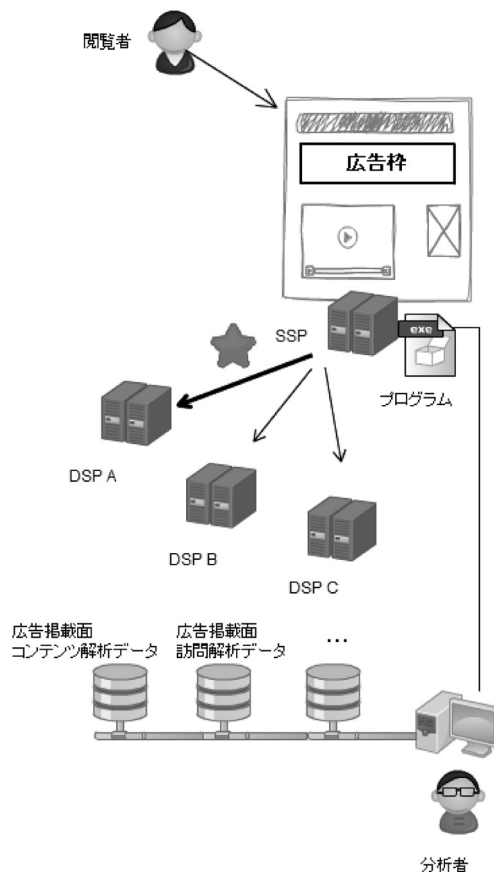 閲覧者
広告枠
SSP
exe
プログラム
DSP A
DSP B
DSP C
広告掲載面
コンテンツ解析データ
広告掲載面
訪問解析データ
...
分析者